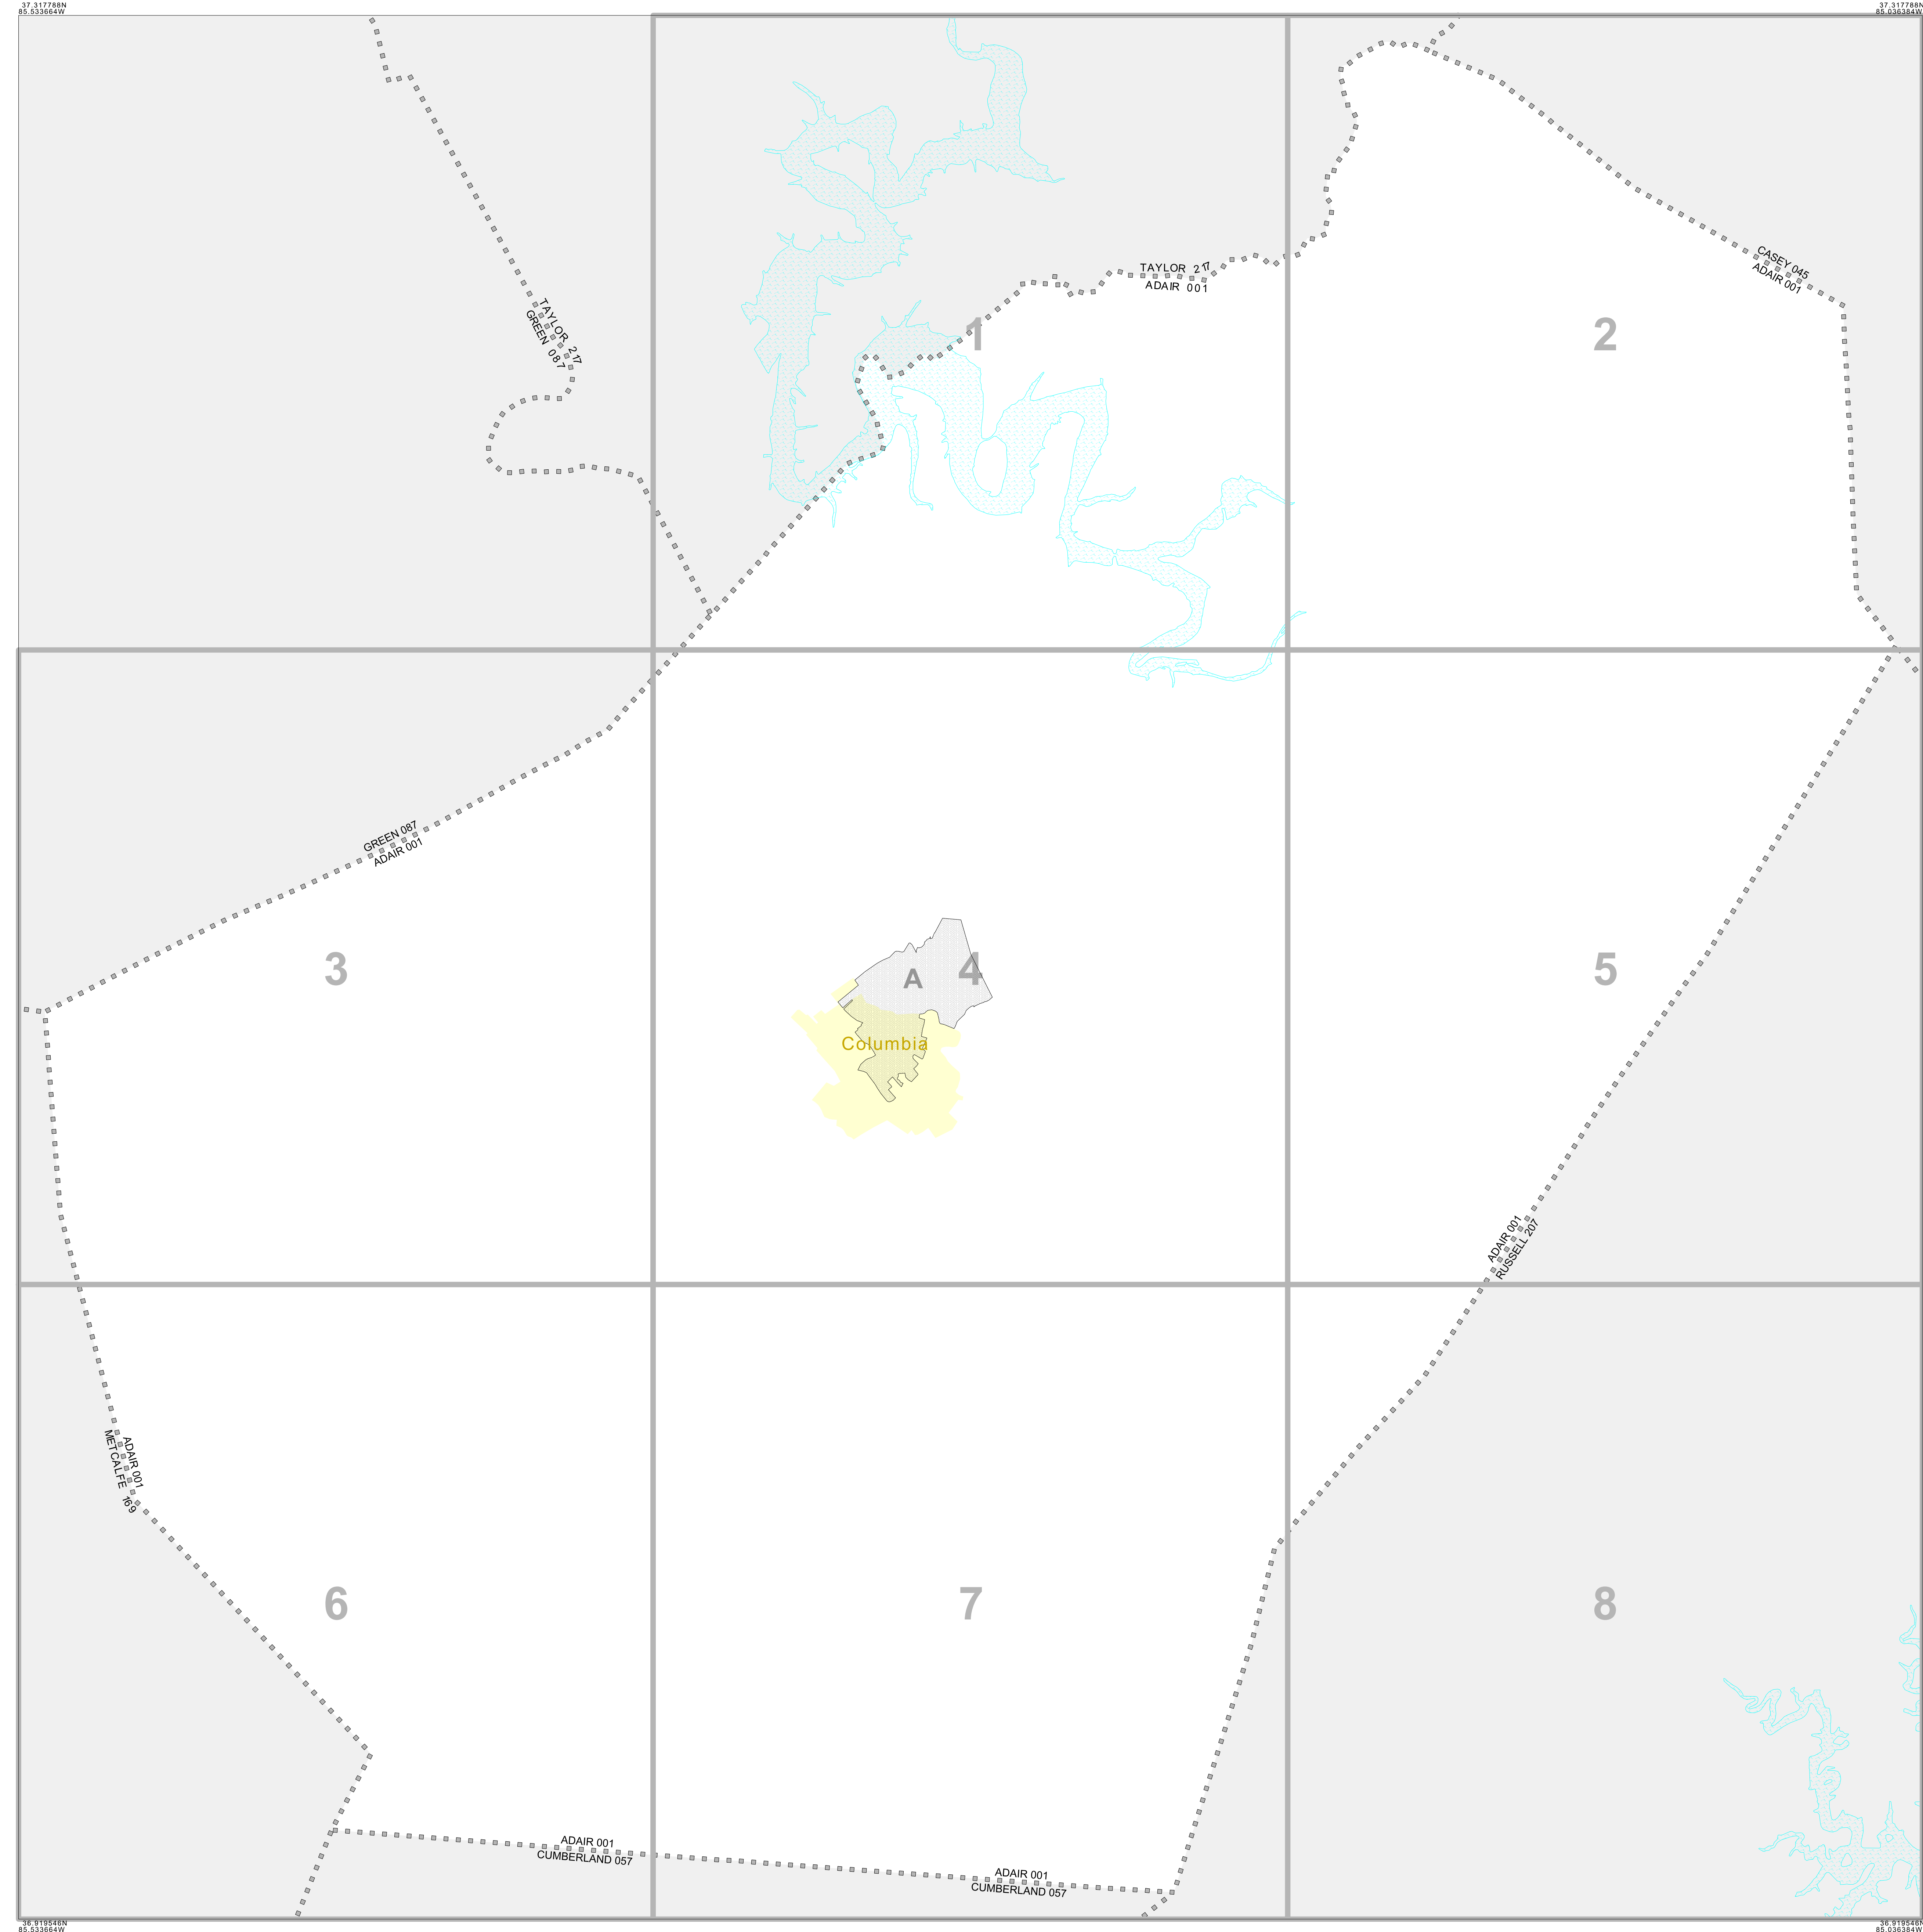 37.317788N
85.533664W
37.317788N
85.036384W
TAYLOR 217
GREEN 087
TAYLOR 217
ADAIR 001
CASEY 045
ADAIR 001
1
2
GREEN 087
ADAIR 001
3
A
4
5
Columbia
ADAIR 001
RUSSELL 207
ADAIR 001
METCALFE 169
6
7
8
ADAIR 001
CUMBERLAND 057
ADAIR 001
CUMBERLAND 057
36.919546N
85.533664W
36.919546N
85.036384W